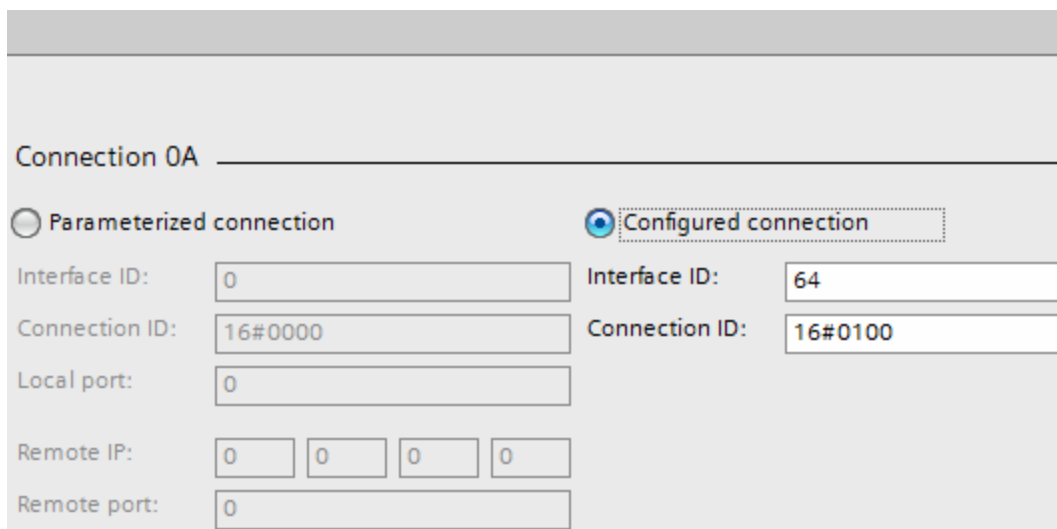 Connection 0A
Parameterized connection
Configured connection
Interface ID: 0
Interface ID: 64
Connection ID: 16#0000
Connection ID: 16#0100
Local port: 0
Remote IP: 0 0 0 0
Remote port: 0